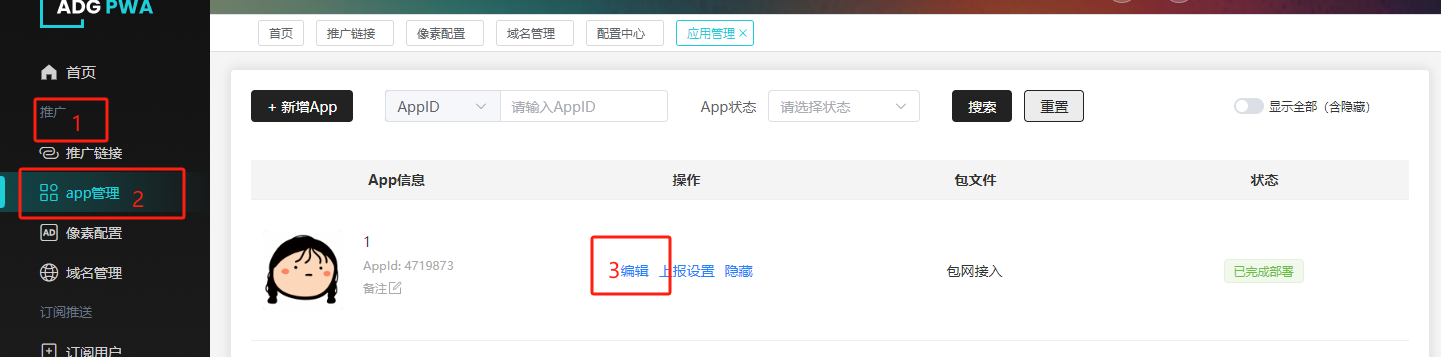 ADG PWA
首页
推广
1
推广链接
app管理
2
像素配置
域名管理
订阅推送
订阅用户
首页 推广链接 像素配置 域名管理 配置中心 应用管理 ×
+ 新增App AppID 请输入AppID App状态 请选择状态 搜索 重置 显示全部（含隐藏）
App信息 操作 包文件 状态
1
AppId: 4719873
备注
3 编辑 上报设置 隐藏
包网接入
已完成部署